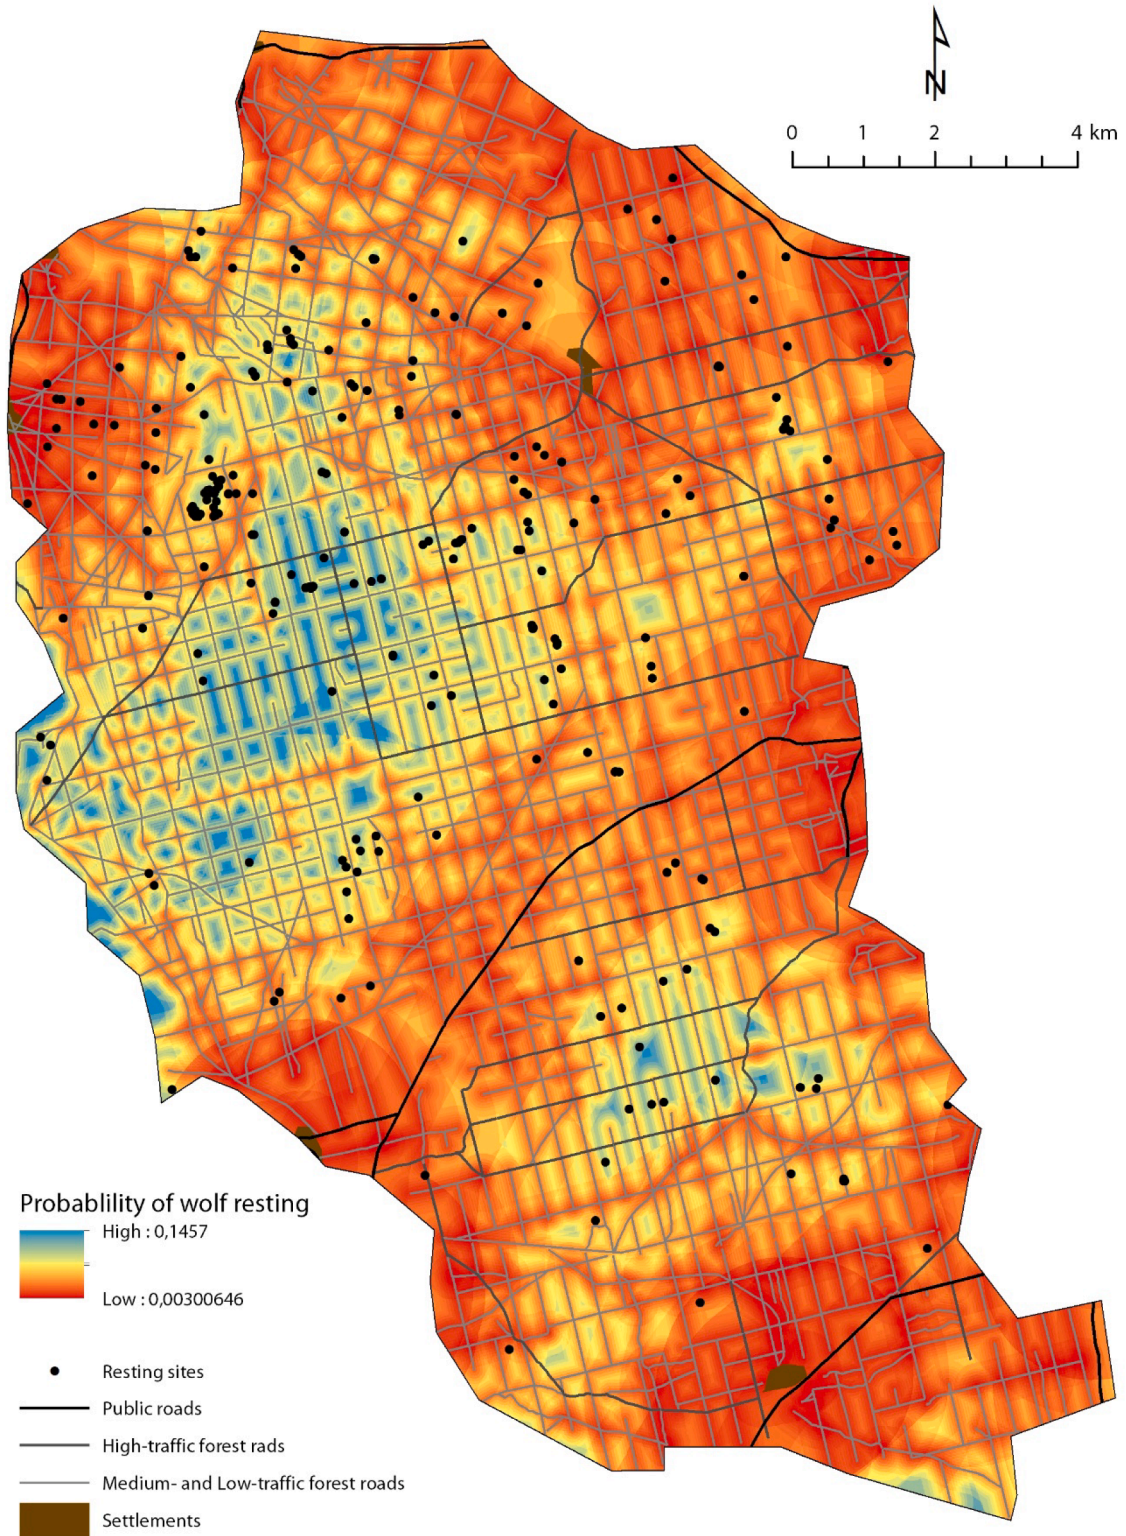 N
0 1 2 4 km
Probablility of wolf resting
High : 0,1457
Low : 0,00300646
Resting sites
Public roads
High-traffic forest rads
Medium- and Low-traffic forest roads
Settlements